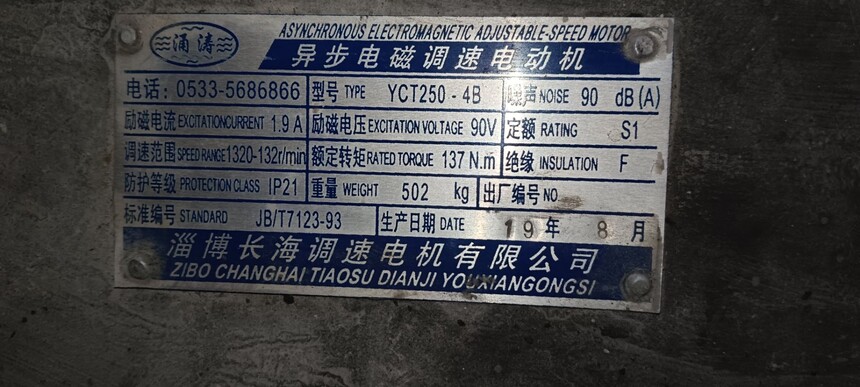 涌涛
ASYNCHRONOUS ELECTROMAGNETIC ADJUSTABLE-SPEED MOTOR
异步电磁调速电动机
电话: 0533-5686866 型号 TYPE YCT250-4B 噪声 NOISE 90 dB(A)
励磁电流 EXCITATIONCURRENT 1.9 A 励磁电压 EXCITATION VOLTAGE 90V 定额 RATING S1
调速范围 SPEED RANGE 1320-132r/min 额定转矩 RATED TORQUE 137 N.m 绝缘 INSULATION F
防护等级 PROTECTION CLASS IP21 重量 WEIGHT 502 kg 出厂编号 NO
标准编号 STANDARD JB/T7123-93 生产日期 DATE 19 年 8 月
淄博长海调速电机有限公司
ZIBO CHANGHAI TIAOSU DIANJI YOUXIANGONGSI